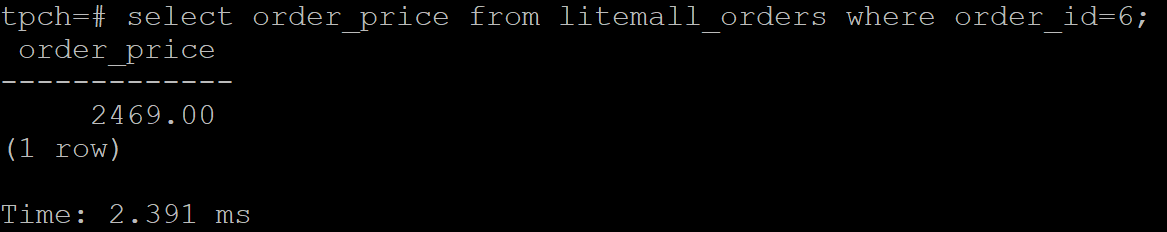 tpch=# select order_price from litemall_orders where order_id=6;
 order_price
-------------
     2469.00
(1 row)

Time: 2.391 ms